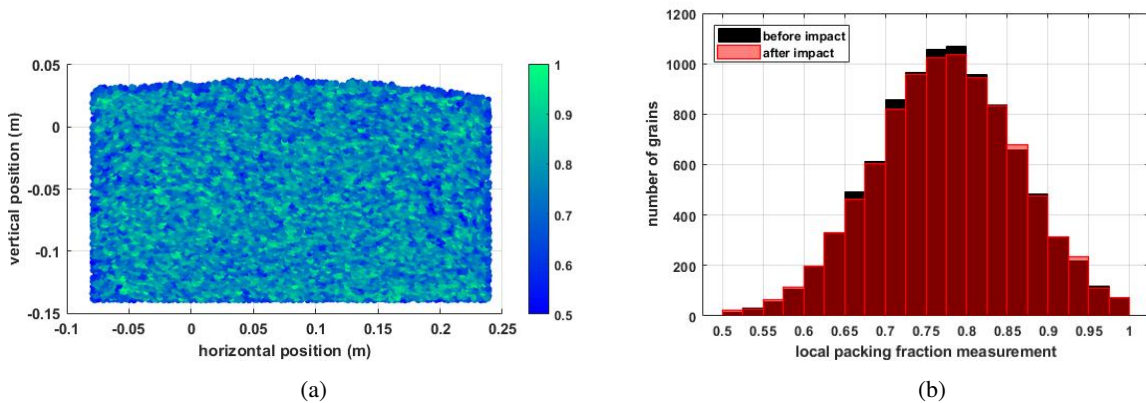 0.05
0
-0.05
-0.1
-0.15
vertical position (m)
-0.1 -0.05 0 0.05 0.1 0.15 0.2 0.25
horizontal position (m)
1
0.9
0.8
0.7
0.6
0.5
(a)
1200
1000
800
600
400
200
0
number of grains
before impact
after impact
0.5 0.55 0.6 0.65 0.7 0.75 0.8 0.85 0.9 0.95 1
local packing fraction measurement
(b)